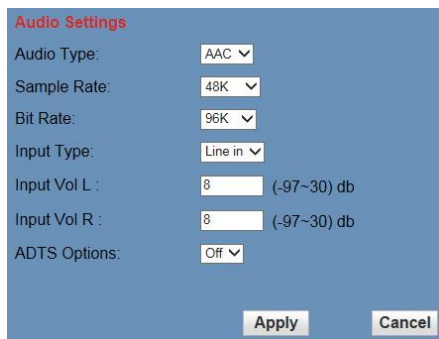 Audio Settings
Audio Type: AAC
Sample Rate: 48K
Bit Rate: 96K
Input Type: Line in
Input Vol L : 8 (-97~30) db
Input Vol R : 8 (-97~30) db
ADTS Options: Off
Apply Cancel